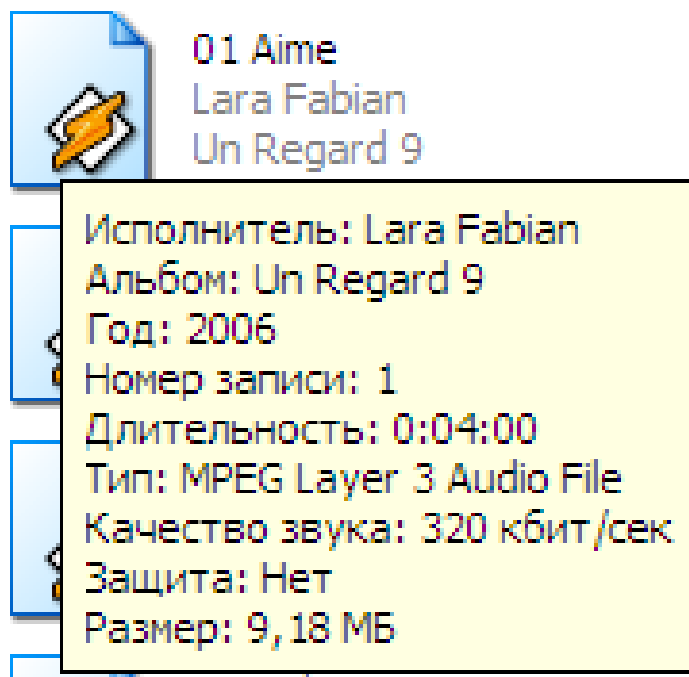 01 Aime
Lara Fabian
Un Regard 9
Исполнитель: Lara Fabian
Альбом: Un Regard 9
Год: 2006
Номер записи: 1
Длительность: 0:04:00
Тип: MPEG Layer 3 Audio File
Качество звука: 320 кбит/сек
Защита: Нет
Размер: 9,18 МБ